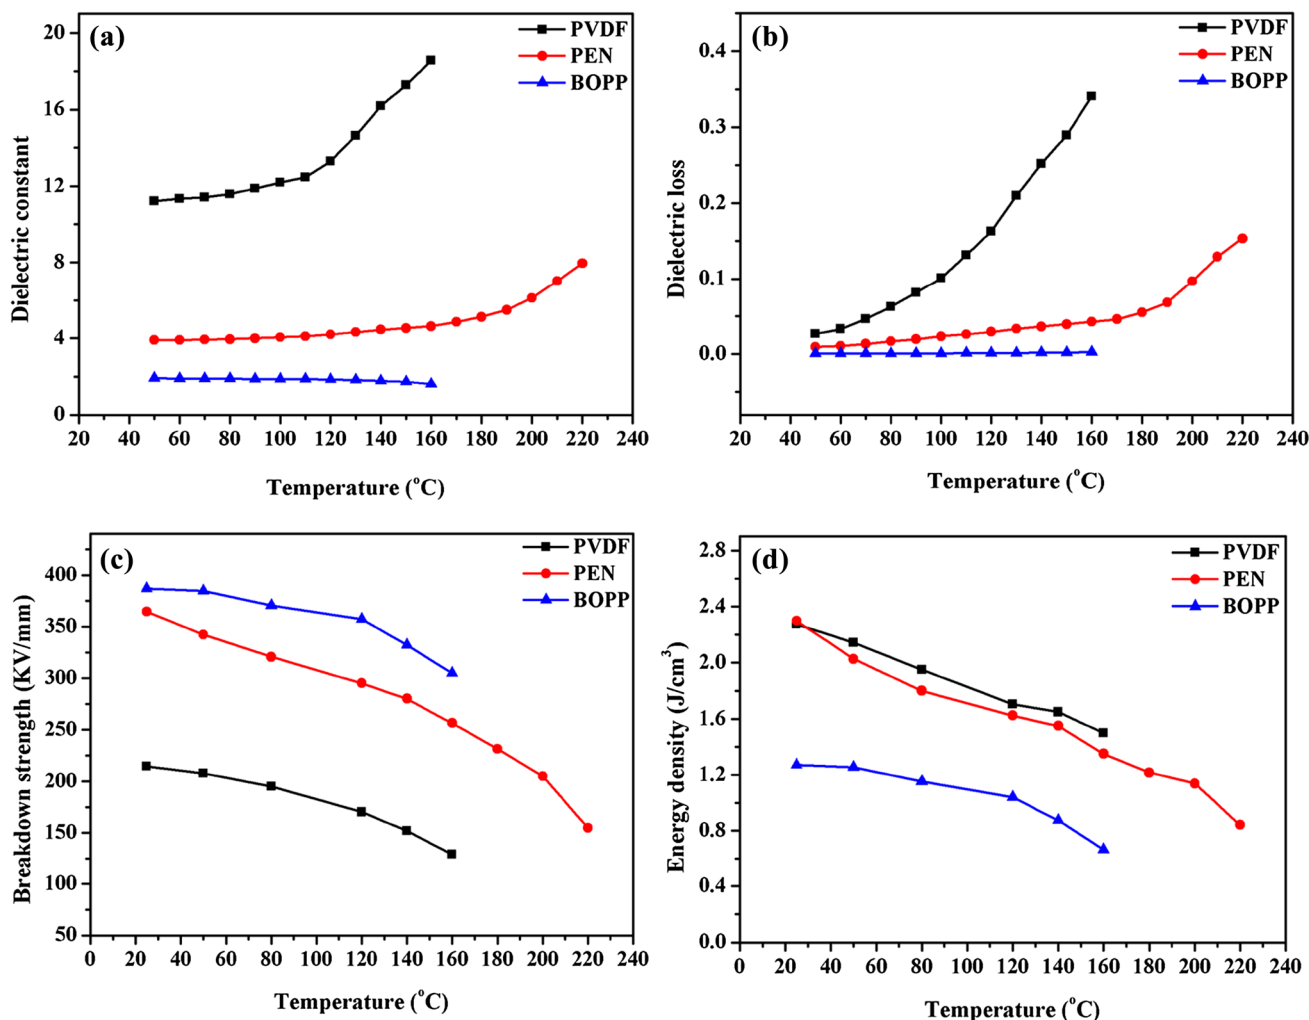 (a)
PVDF
PEN
BOPP
20
16
12
8
4
0
Dielectric constant
20 40 60 80 100 120 140 160 180 200 220 240
Temperature (°C)
(b)
PVDF
PEN
BOPP
0.4
0.3
0.2
0.1
0.0
Dielectric loss
20 40 60 80 100 120 140 160 180 200 220 240
Temperature (°C)
(c)
PVDF
PEN
BOPP
400
350
300
250
200
150
100
50
Breakdown strength (KV/mm)
0 20 40 60 80 100 120 140 160 180 200 220 240
Temperature (°C)
(d)
PVDF
PEN
BOPP
2.8
2.4
2.0
1.6
1.2
0.8
0.4
0.0
Energy density (J/cm³)
0 20 40 60 80 100 120 140 160 180 200 220 240
Temperature (°C)